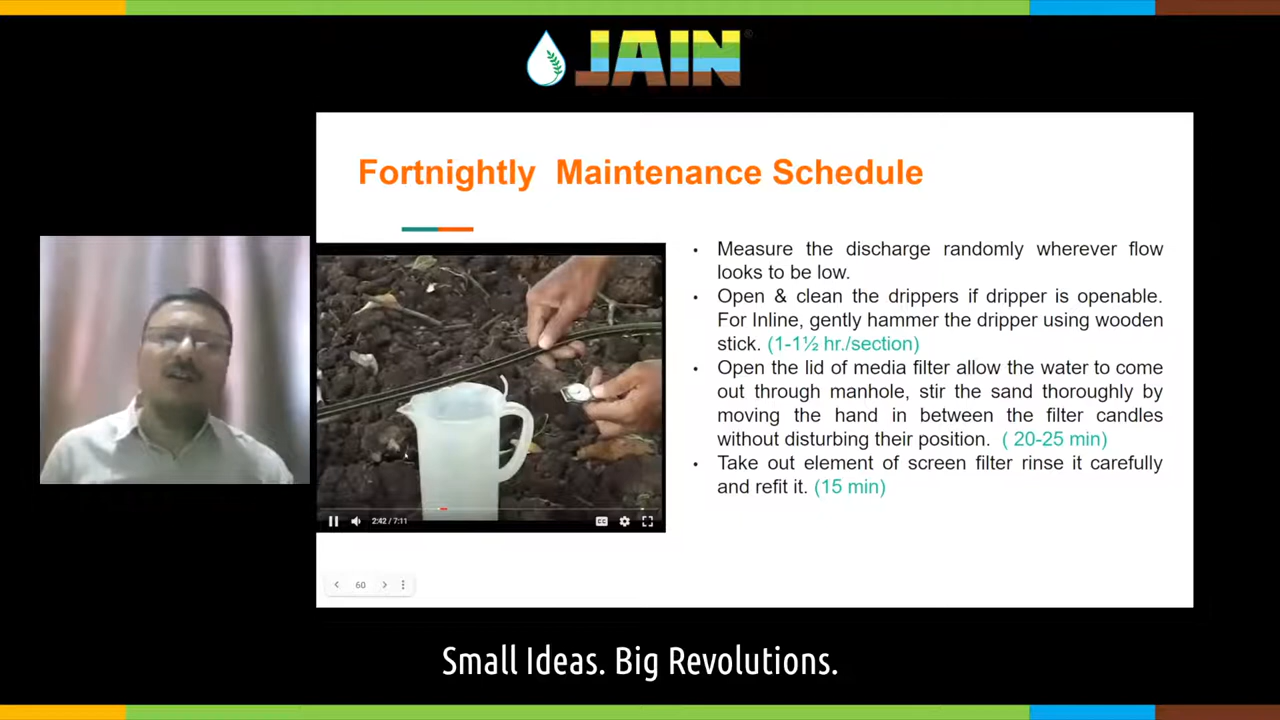 JAIN®
Fortnightly Maintenance Schedule
• Measure the discharge randomly wherever flow
looks to be low.
• Open & clean the drippers if dripper is openable.
For Inline, gently hammer the dripper using wooden
stick. (1-1½ hr./section)
• Open the lid of media filter allow the water to come
out through manhole, stir the sand thoroughly by
moving the hand in between the filter candles
without disturbing their position. ( 20-25 min)
• Take out element of screen filter rinse it carefully
and refit it. (15 min)
2:42 / 7:11
CC
60
Small Ideas. Big Revolutions.